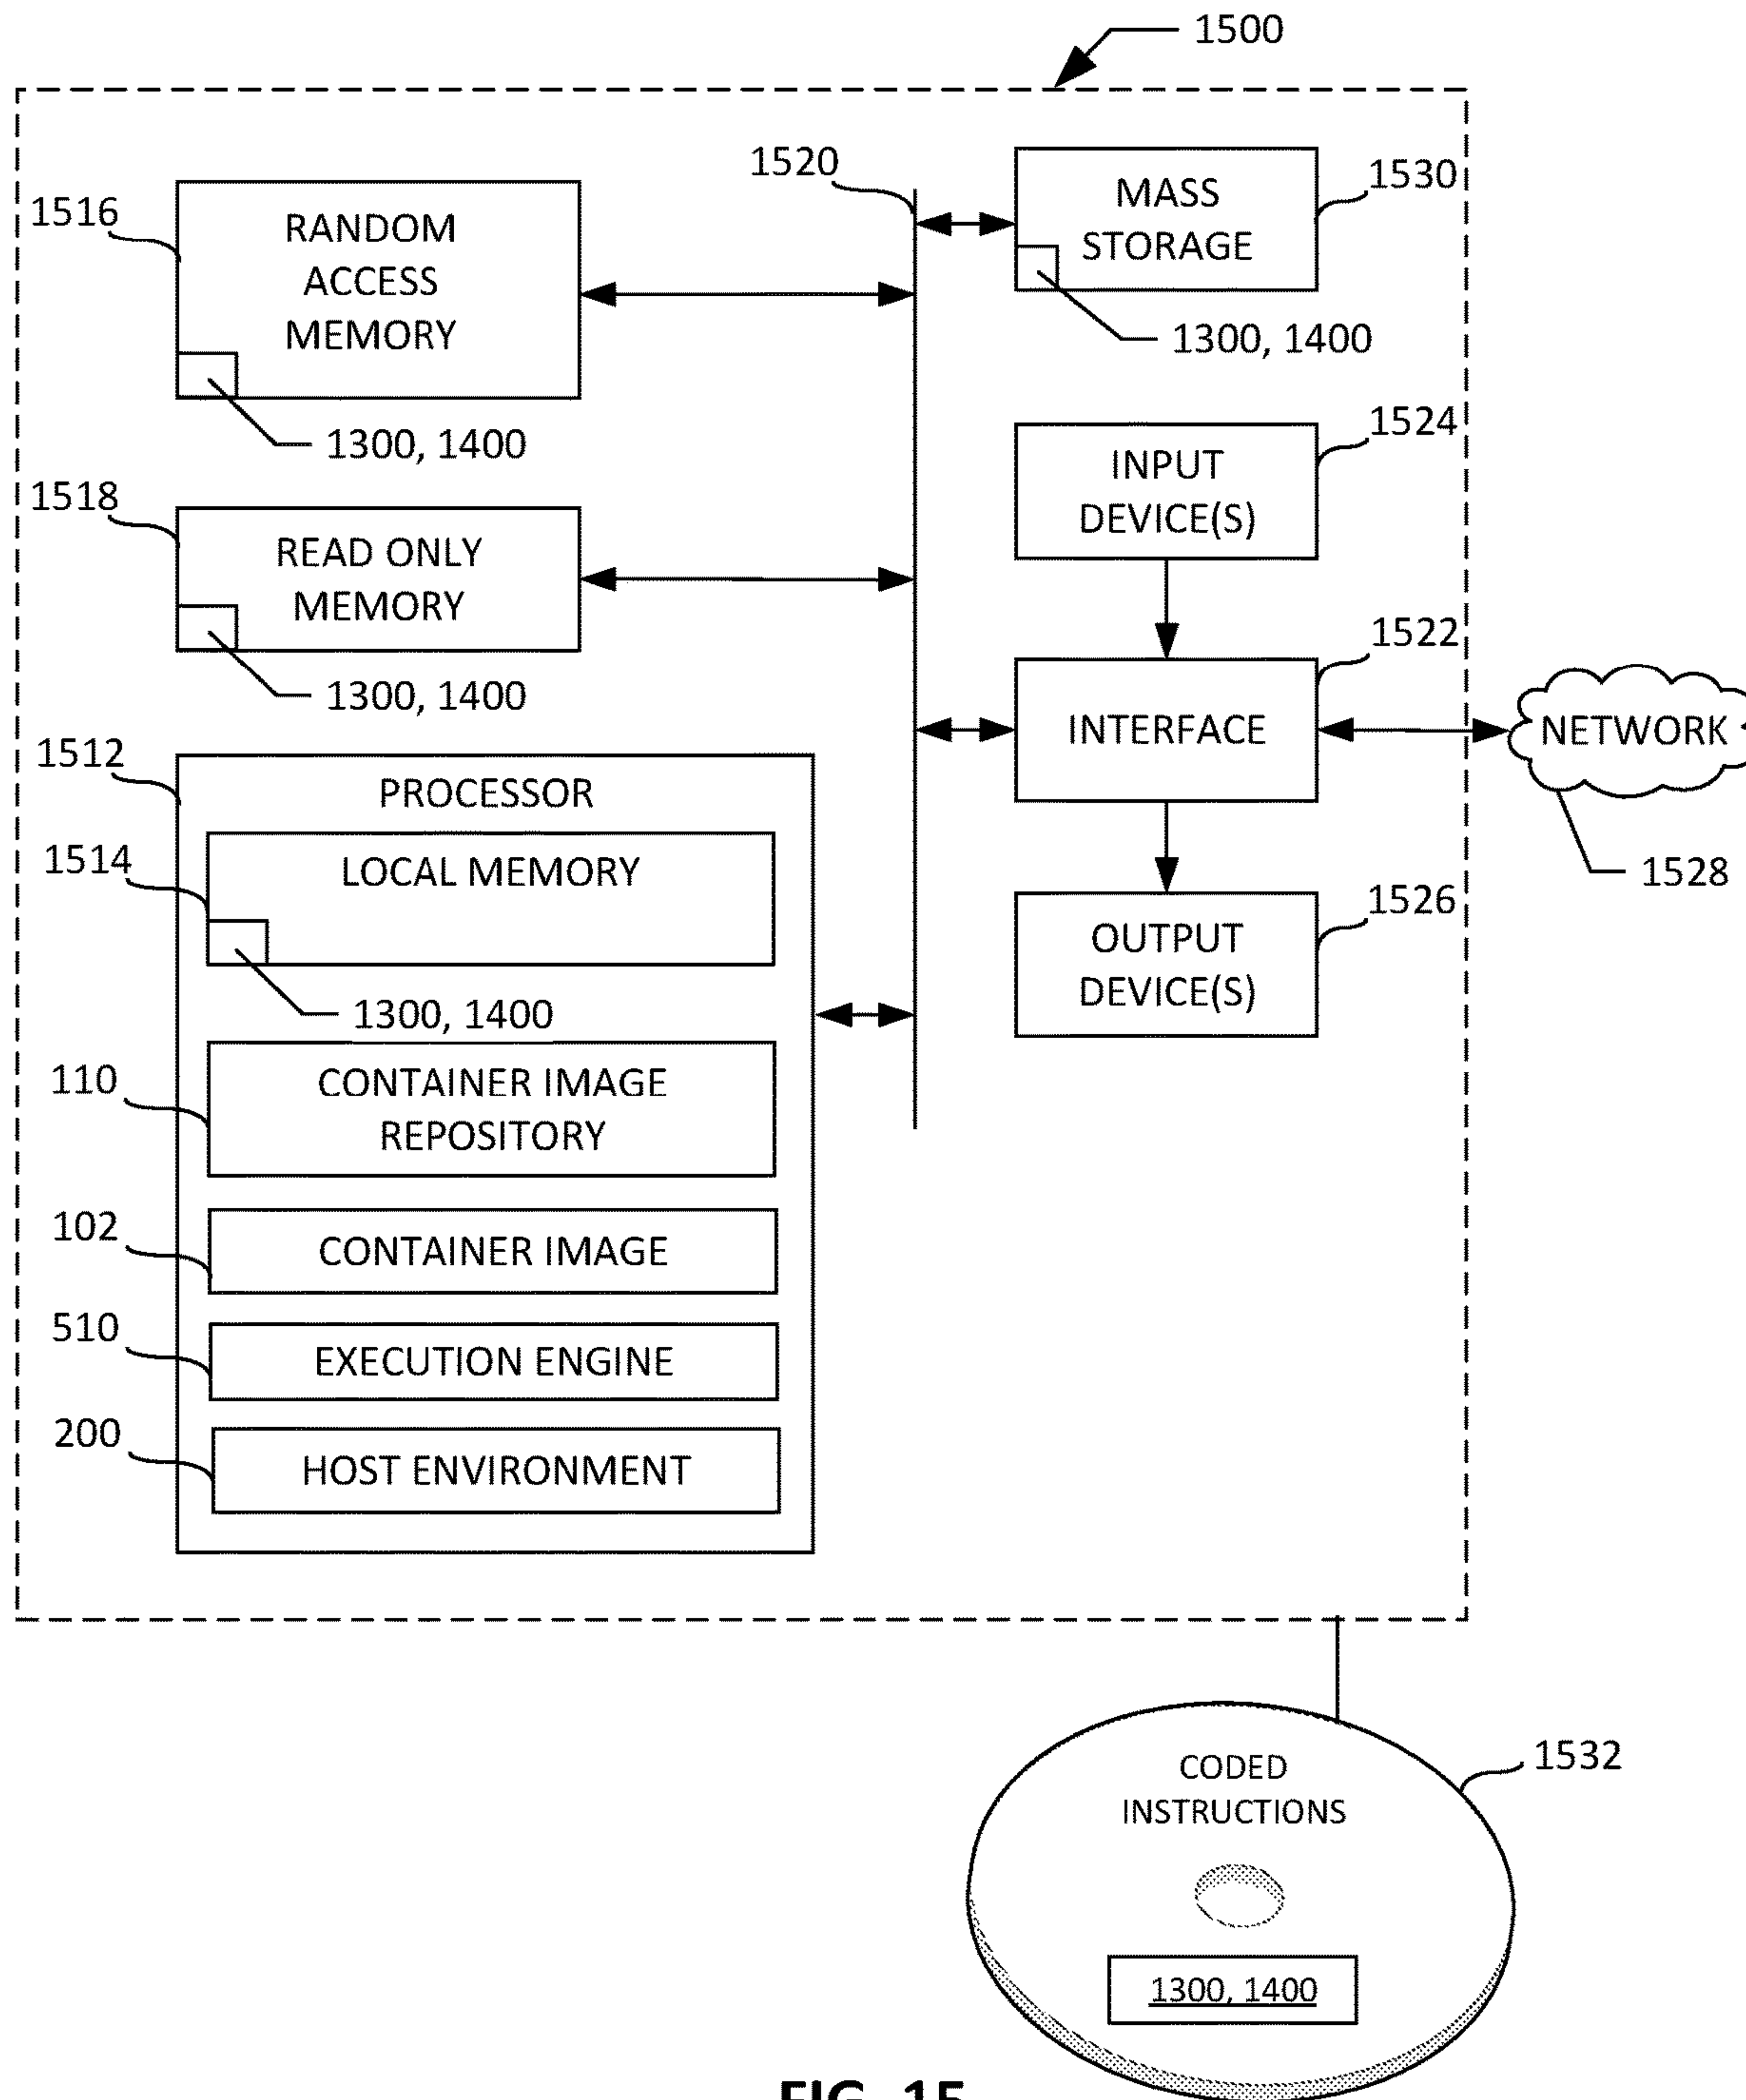 1500
1520
1516
RANDOM
ACCESS
MEMORY
1300, 1400
MASS
STORAGE
1530
1300, 1400
1518
READ ONLY
MEMORY
1300, 1400
INPUT
DEVICE(S)
1524
INTERFACE
1522
NETWORK
1528
OUTPUT
DEVICE(S)
1526
1512
PROCESSOR
1514
LOCAL MEMORY
1300, 1400
110
CONTAINER IMAGE
REPOSITORY
102
CONTAINER IMAGE
510
EXECUTION ENGINE
200
HOST ENVIRONMENT
CODED
INSTRUCTIONS
1532
1300, 1400
FIG. 15